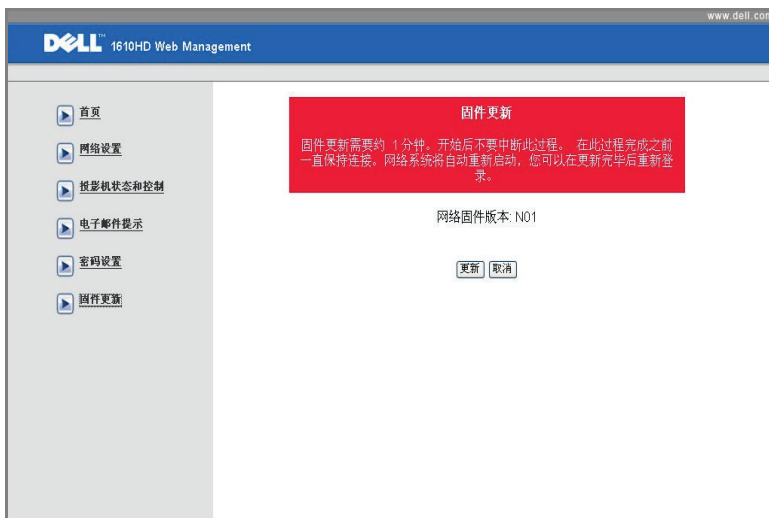 www.dell.com
DELL™ 1610HD Web Management
首页
网络设置
投影机状态和控制
电子邮件提示
密码设置
固件更新
固件更新
固件更新需要约 1 分钟。开始后不要中断此过程。 在此过程完成之前
一直保持连接。网络系统将自动重新启动，您可以在更新完毕后重新登
录。
网络固件版本: N01
更新 取消